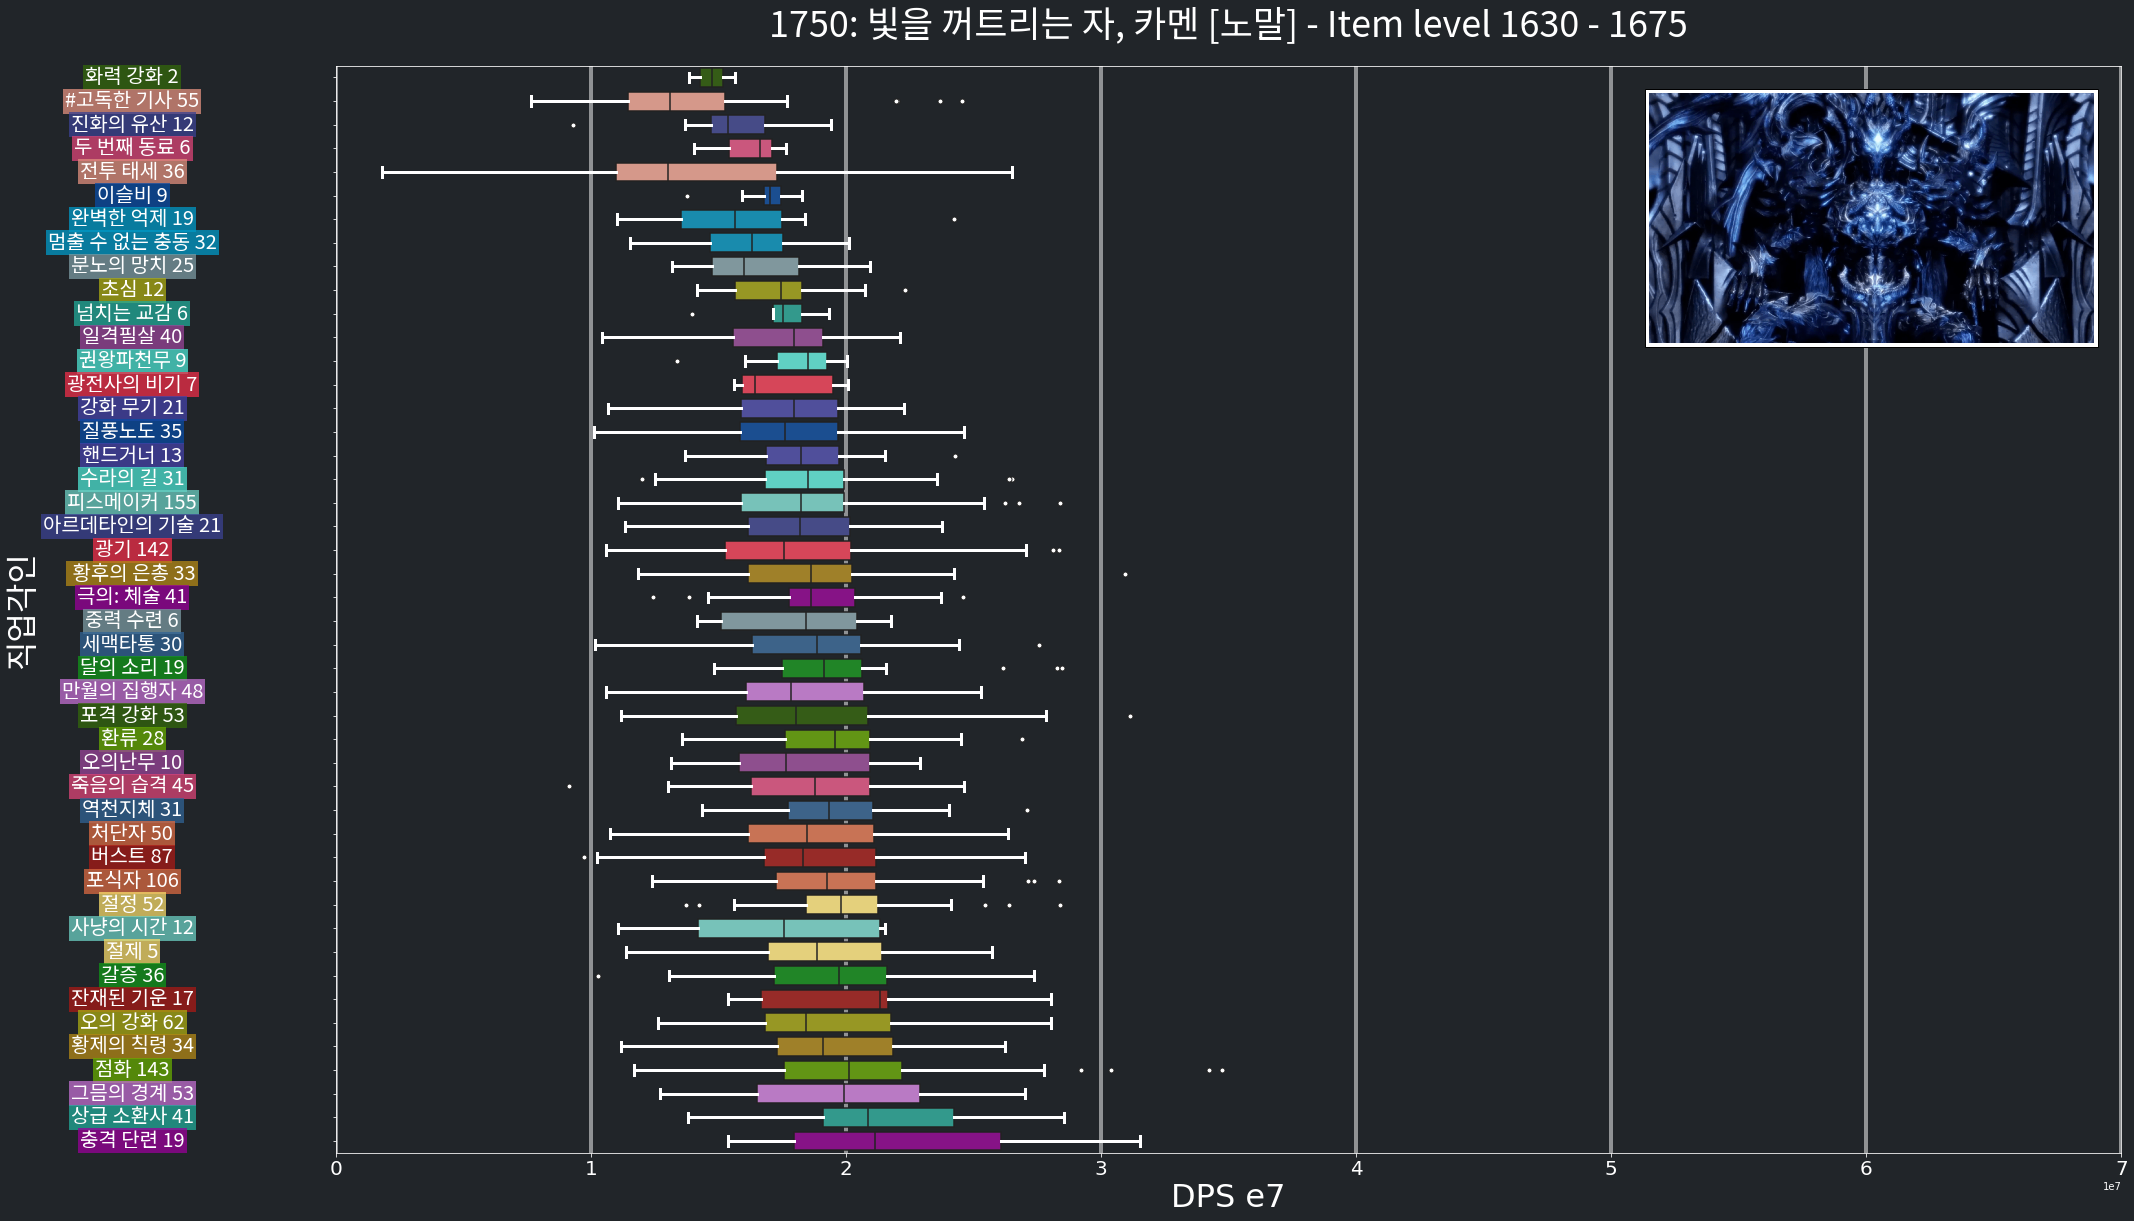 1750: 빛을 꺼트리는 자, 카멘 [노말] - Item level 1630 - 1675
화력 강화 2
#고독한 기사 55
진화의 유산 12
두 번째 동료 6
전투 태세 36
이슬비 9
완벽한 억제 19
멈출 수 없는 충동 32
분노의 망치 25
초심 12
넘치는 교감 6
일격필살 40
권왕파천무 9
광전사의 비기 7
강화 무기 21
질풍노도 35
핸드거너 13
수라의 길 31
피스메이커 155
아르데타인의 기술 21
광기 142
황후의 은총 33
극의: 체술 41
중력 수련 6
세맥타통 30
달의 소리 19
만월의 집행자 48
포격 강화 53
환류 28
오의난무 10
죽음의 습격 45
역천지체 31
처단자 50
버스트 87
포식자 106
절정 52
사냥의 시간 12
절제 5
갈증 36
잔재된 기운 17
오의 강화 62
황제의 칙령 34
점화 143
그믐의 경계 53
상급 소환사 41
충격 단련 19
직업각인
0 1 2 3 4 5 6 7
1e7
DPS e7